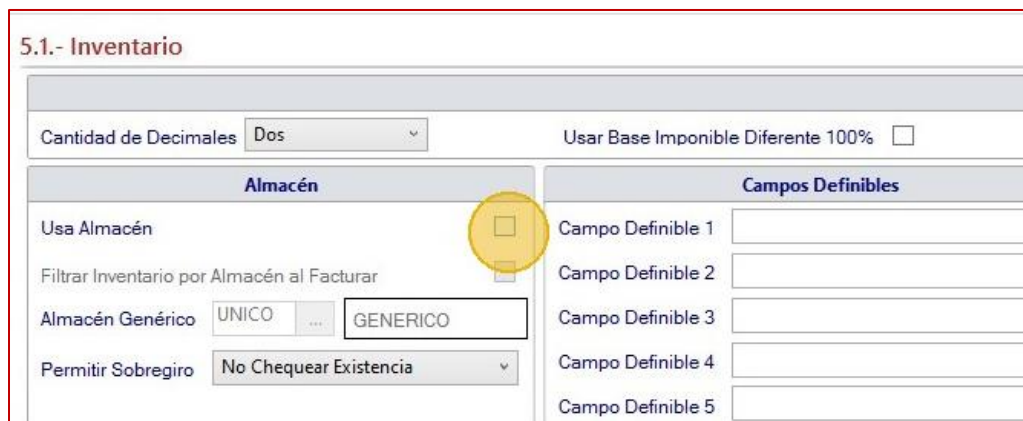 5.1.- Inventario
Cantidad de Decimales Dos Usar Base Imponible Diferente 100%
Almacén
Usa Almacén
Filtrar Inventario por Almacén al Facturar
Almacén Genérico UNICO ... GENERICO
Permitir Sobregiro No Chequear Existencia
Campos Definibles
Campo Definible 1
Campo Definible 2
Campo Definible 3
Campo Definible 4
Campo Definible 5